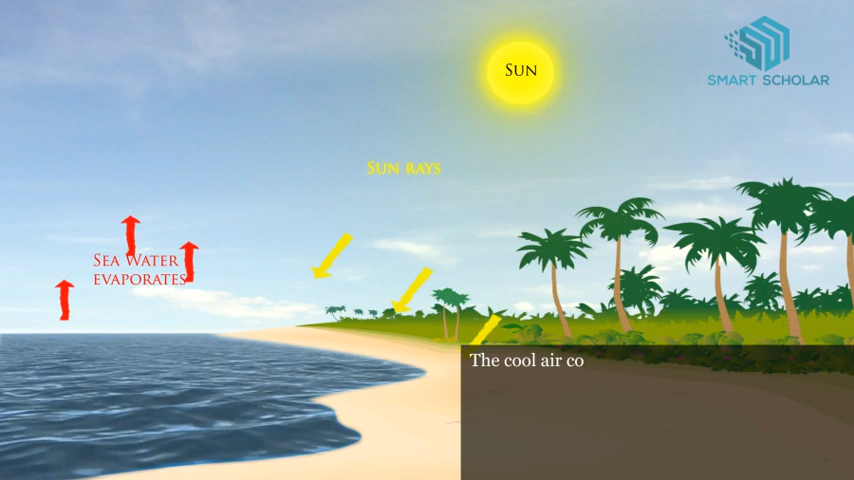 SMART SCHOLAR
SUN
SUN RAYS
SEA WATER
EVAPORATES
The cool air co